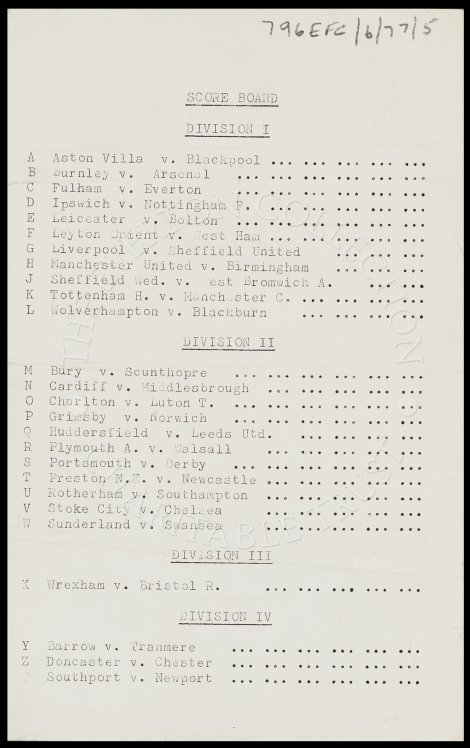 796EFC/6/77/5
SCORE BOARD
DIVISION I
A Aston Villa v. Blackpool ... ... ... ... ...
B Burnley v. Arsenal ... ... ... ... ... ...
C Fulham v. Everton ... ... ... ... ... ...
D Ipswich v. Nottingham F. ... ... ... ... ...
E Leicester v. Bolton ... ... ... ... ... ...
F Leyton Orient v. West Ham ... ... ... ... ...
G Liverpool v. Sheffield United ... ... ... ...
H Manchester United v. Birmingham ... ... ... ...
J Sheffield Wed. v. West Bromwich A. ... ... ...
K Tottenham H. v. Manchester C. ... ... ... ...
L Wolverhampton v. Blackburn ... ... ... ...
DIVISION II
M Bury v. Scunthopre ... ... ... ... ... ...
N Cardiff v. Middlesbrough ... ... ... ... ...
O Charlton v. Luton T. ... ... ... ... ... ...
P Grimsby v. Norwich ... ... ... ... ... ...
Q Huddersfield v. Leeds Utd. ... ... ... ...
R Plymouth A. v. Walsall ... ... ... ... ...
S Portsmouth v. Derby ... ... ... ... ... ...
T Preston N.E. v. Newcastle ... ... ... ... ...
U Rotherham v. Southampton ... ... ... ... ...
V Stoke City v. Chelsea ... ... ... ... ...
W Sunderland v. Swansea ... ... ... ... ...
DIVISION III
X Wrexham v. Bristol R. ... ... ... ... ...
DIVISION IV
Y Barrow v. Tranmere ... ... ... ... ... ...
Z Doncaster v. Chester ... ... ... ... ... ...
Southport v. Newport ... ... ... ... ... ...